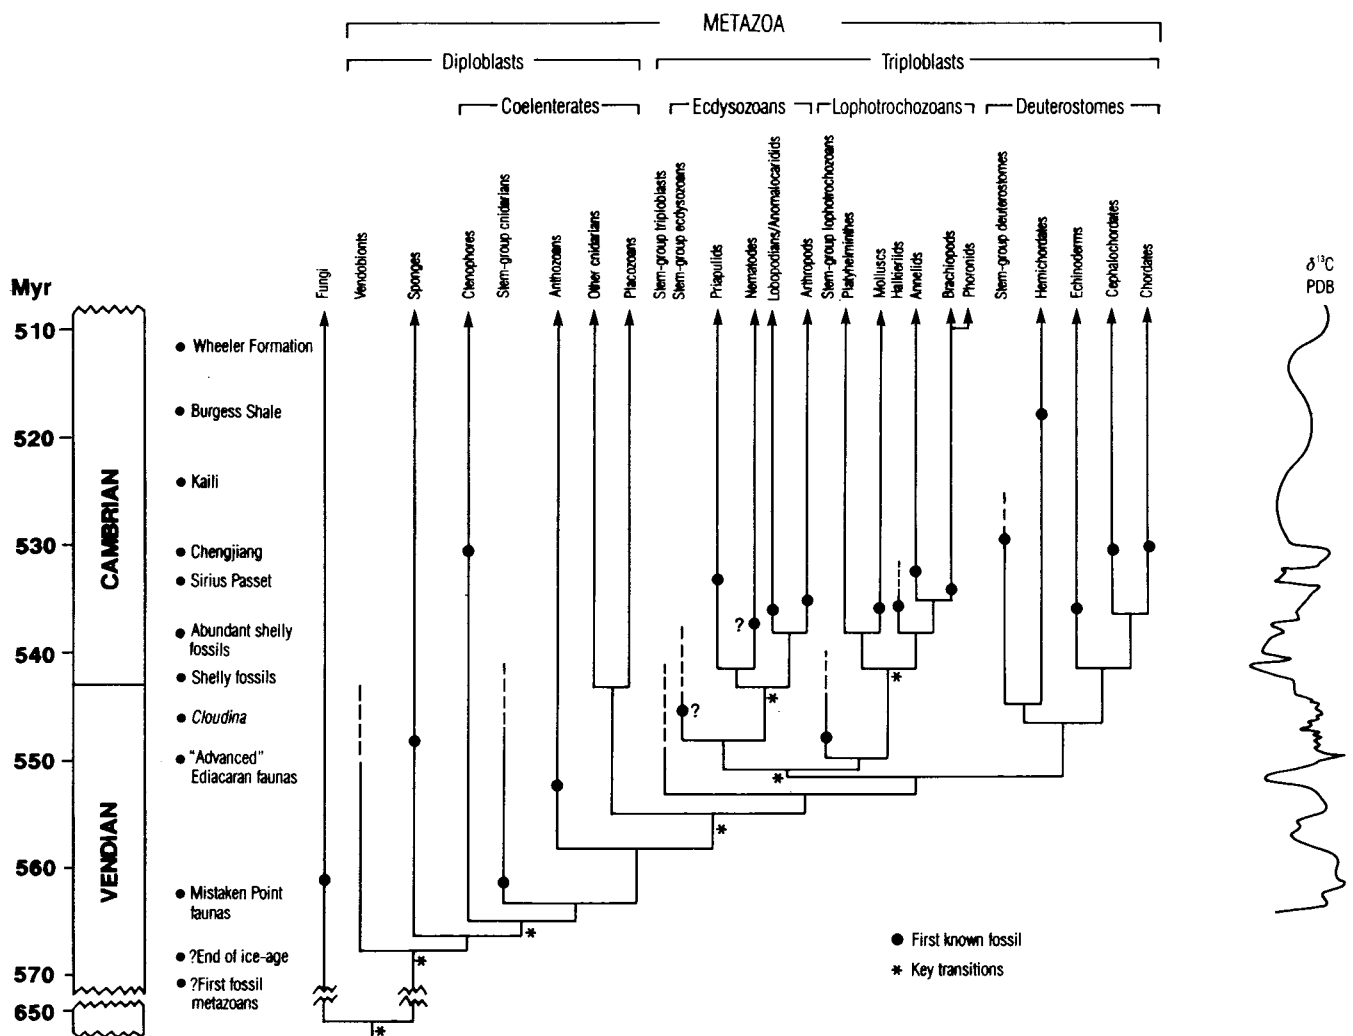 METAZOA
Diploblasts
Triploblasts
Coelenterates
Ecdysozoans
Lophotrochozoans
Deuterostomes
Fungi
Vendobionts
Sponges
Ctenophores
Stem-group cnidarians
Anthozoans
Other cnidarians
Placozoans
Stem-group triploblasts
Stem-group ecdysozoans
Priapulids
Nematodes
Lobopodians/Anomalocaridids
Arthropods
Stem-group lophotrochozoans
Platyhelminthes
Molluscs
Halkieriids
Annelids
Brachiopods
Phoronids
Stem-group deuterostomes
Hemichordates
Echinoderms
Cephalochordates
Chordates
δ13C
PDB
Myr
510
520
530
540
550
560
570
650
CAMBRIAN
VENDIAN
Wheeler Formation
Burgess Shale
Kaili
Chengjiang
Sirius Passet
Abundant shelly
fossils
Shelly fossils
Cloudina
"Advanced"
Ediacaran faunas
Mistaken Point
faunas
?End of ice-age
?First fossil
metazoans
?
?
*
*
*
*
*
*
*
● First known fossil
* Key transitions